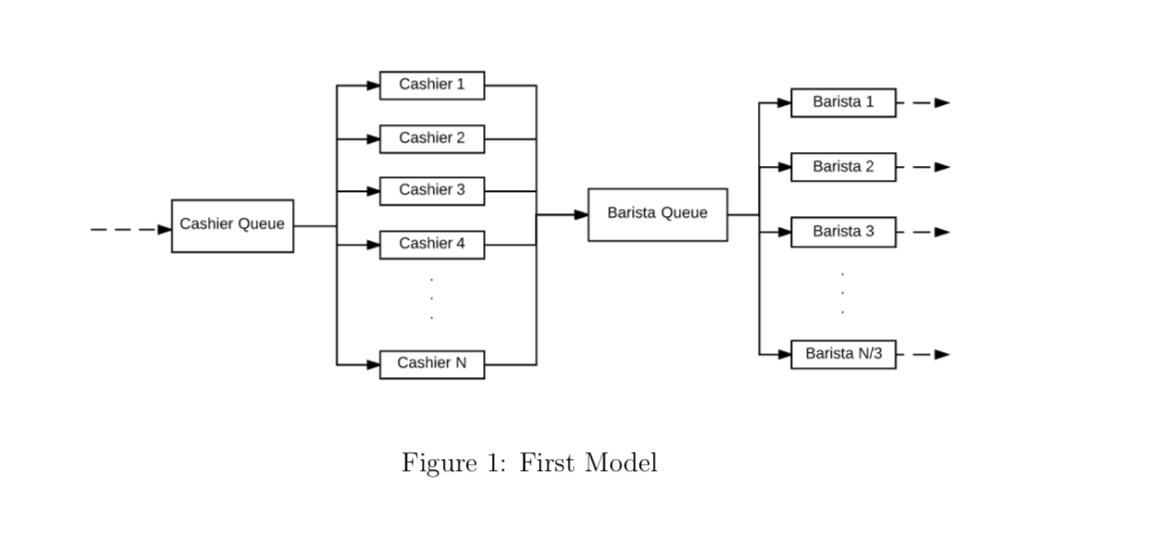 Cashier Queue
Cashier 1
Cashier 2
Cashier 3
Cashier 4
Cashier N
Barista Queue
Barista 1
Barista 2
Barista 3
Barista N/3
Figure 1: First Model